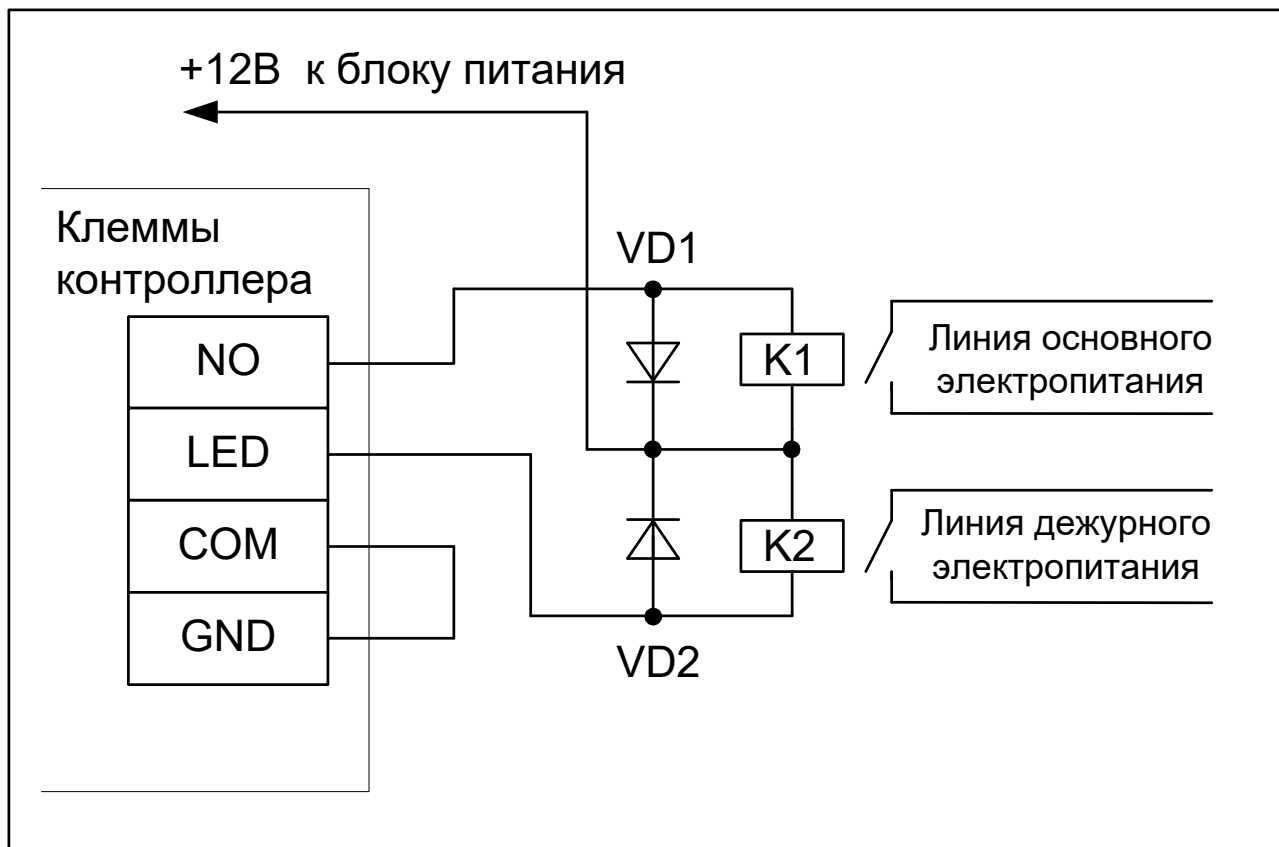 +12В к блоку питания
Клеммы
контроллера
NO
LED
COM
GND
VD1
K1
K2
VD2
Линия основного
электропитания
Линия дежурного
электропитания